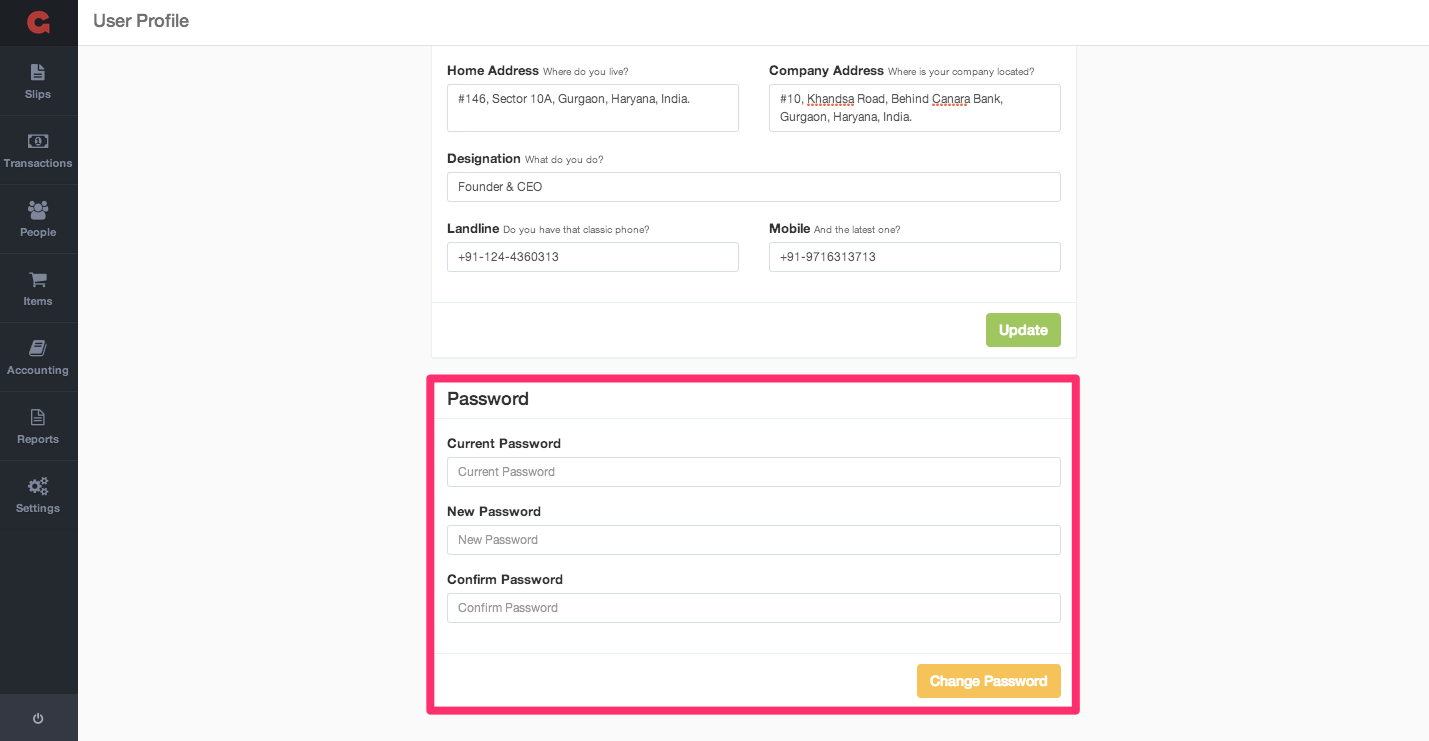 G
User Profile
Slips
Transactions
People
Items
Accounting
Reports
Settings
Home Address Where do you live?
#146, Sector 10A, Gurgaon, Haryana, India.
Company Address Where is your company located?
#10, Khandsa Road, Behind Canara Bank,
Gurgaon, Haryana, India.
Designation What do you do?
Founder & CEO
Landline Do you have that classic phone?
+91-124-4360313
Mobile And the latest one?
+91-9716313713
Update
Password
Current Password
Current Password
New Password
New Password
Confirm Password
Confirm Password
Change Password